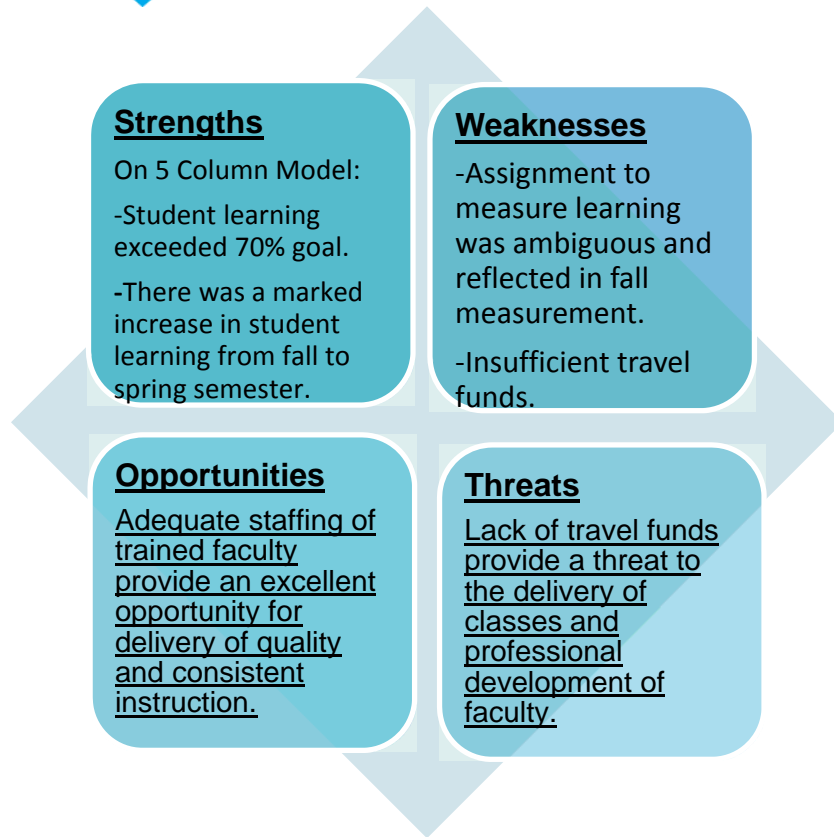 Strengths
On 5 Column Model:
-Student learning
exceeded 70% goal.
-There was a marked
increase in student
learning from fall to
spring semester.
Weaknesses
-Assignment to
measure learning
was ambiguous and
reflected in fall
measurement.
-Insufficient travel
funds.
Opportunities
Adequate staffing of
trained faculty
provide an excellent
opportunity for
delivery of quality
and consistent
instruction.
Threats
Lack of travel funds
provide a threat to
the delivery of
classes and
professional
development of
faculty.